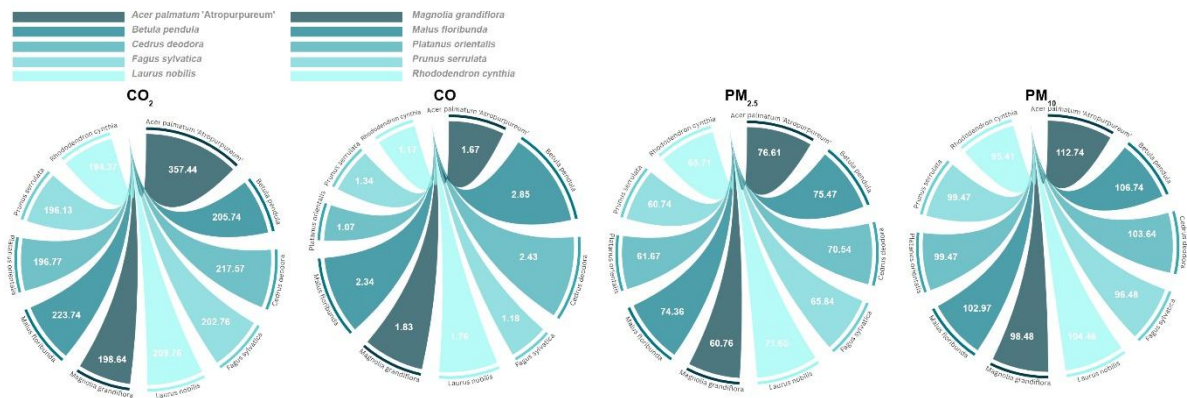 Acer palmatum 'Atropurpureum'
Betula pendula
Cedrus deodora
Fagus sylvatica
Laurus nobilis
Magnolia grandiflora
Malus floribunda
Platanus orientalis
Prunus serrulata
Rhododendron cynthia
CO2
Acer palmatum 'Atropurpureum'
357.44
Betula pendula
205.74
Cedrus deodora
217.57
Fagus sylvatica
202.76
Laurus nobilis
Magnolia grandiflora
198.64
Malus floribunda
223.74
Platanus orientalis
196.77
Prunus serrulata
196.13
Rhododendron cynthia
CO
Acer palmatum 'Atropurpureum'
1.67
Betula pendula
2.85
Cedrus deodora
2.43
Fagus sylvatica
1.18
Laurus nobilis
Magnolia grandiflora
1.83
Malus floribunda
2.34
Platanus orientalis
1.07
Prunus serrulata
1.34
Rhododendron cynthia
PM2.5
Acer palmatum 'Atropurpureum'
76.61
Betula pendula
75.47
Cedrus deodora
70.54
Fagus sylvatica
65.84
Laurus nobilis
Magnolia grandiflora
60.76
Malus floribunda
74.36
Platanus orientalis
61.67
Prunus serrulata
60.74
Rhododendron cynthia
PM10
Acer palmatum 'Atropurpureum'
112.74
Betula pendula
106.74
Cedrus deodora
103.64
Fagus sylvatica
Laurus nobilis
Magnolia grandiflora
98.48
Malus floribunda
102.97
Platanus orientalis
99.47
Prunus serrulata
99.47
Rhododendron cynthia